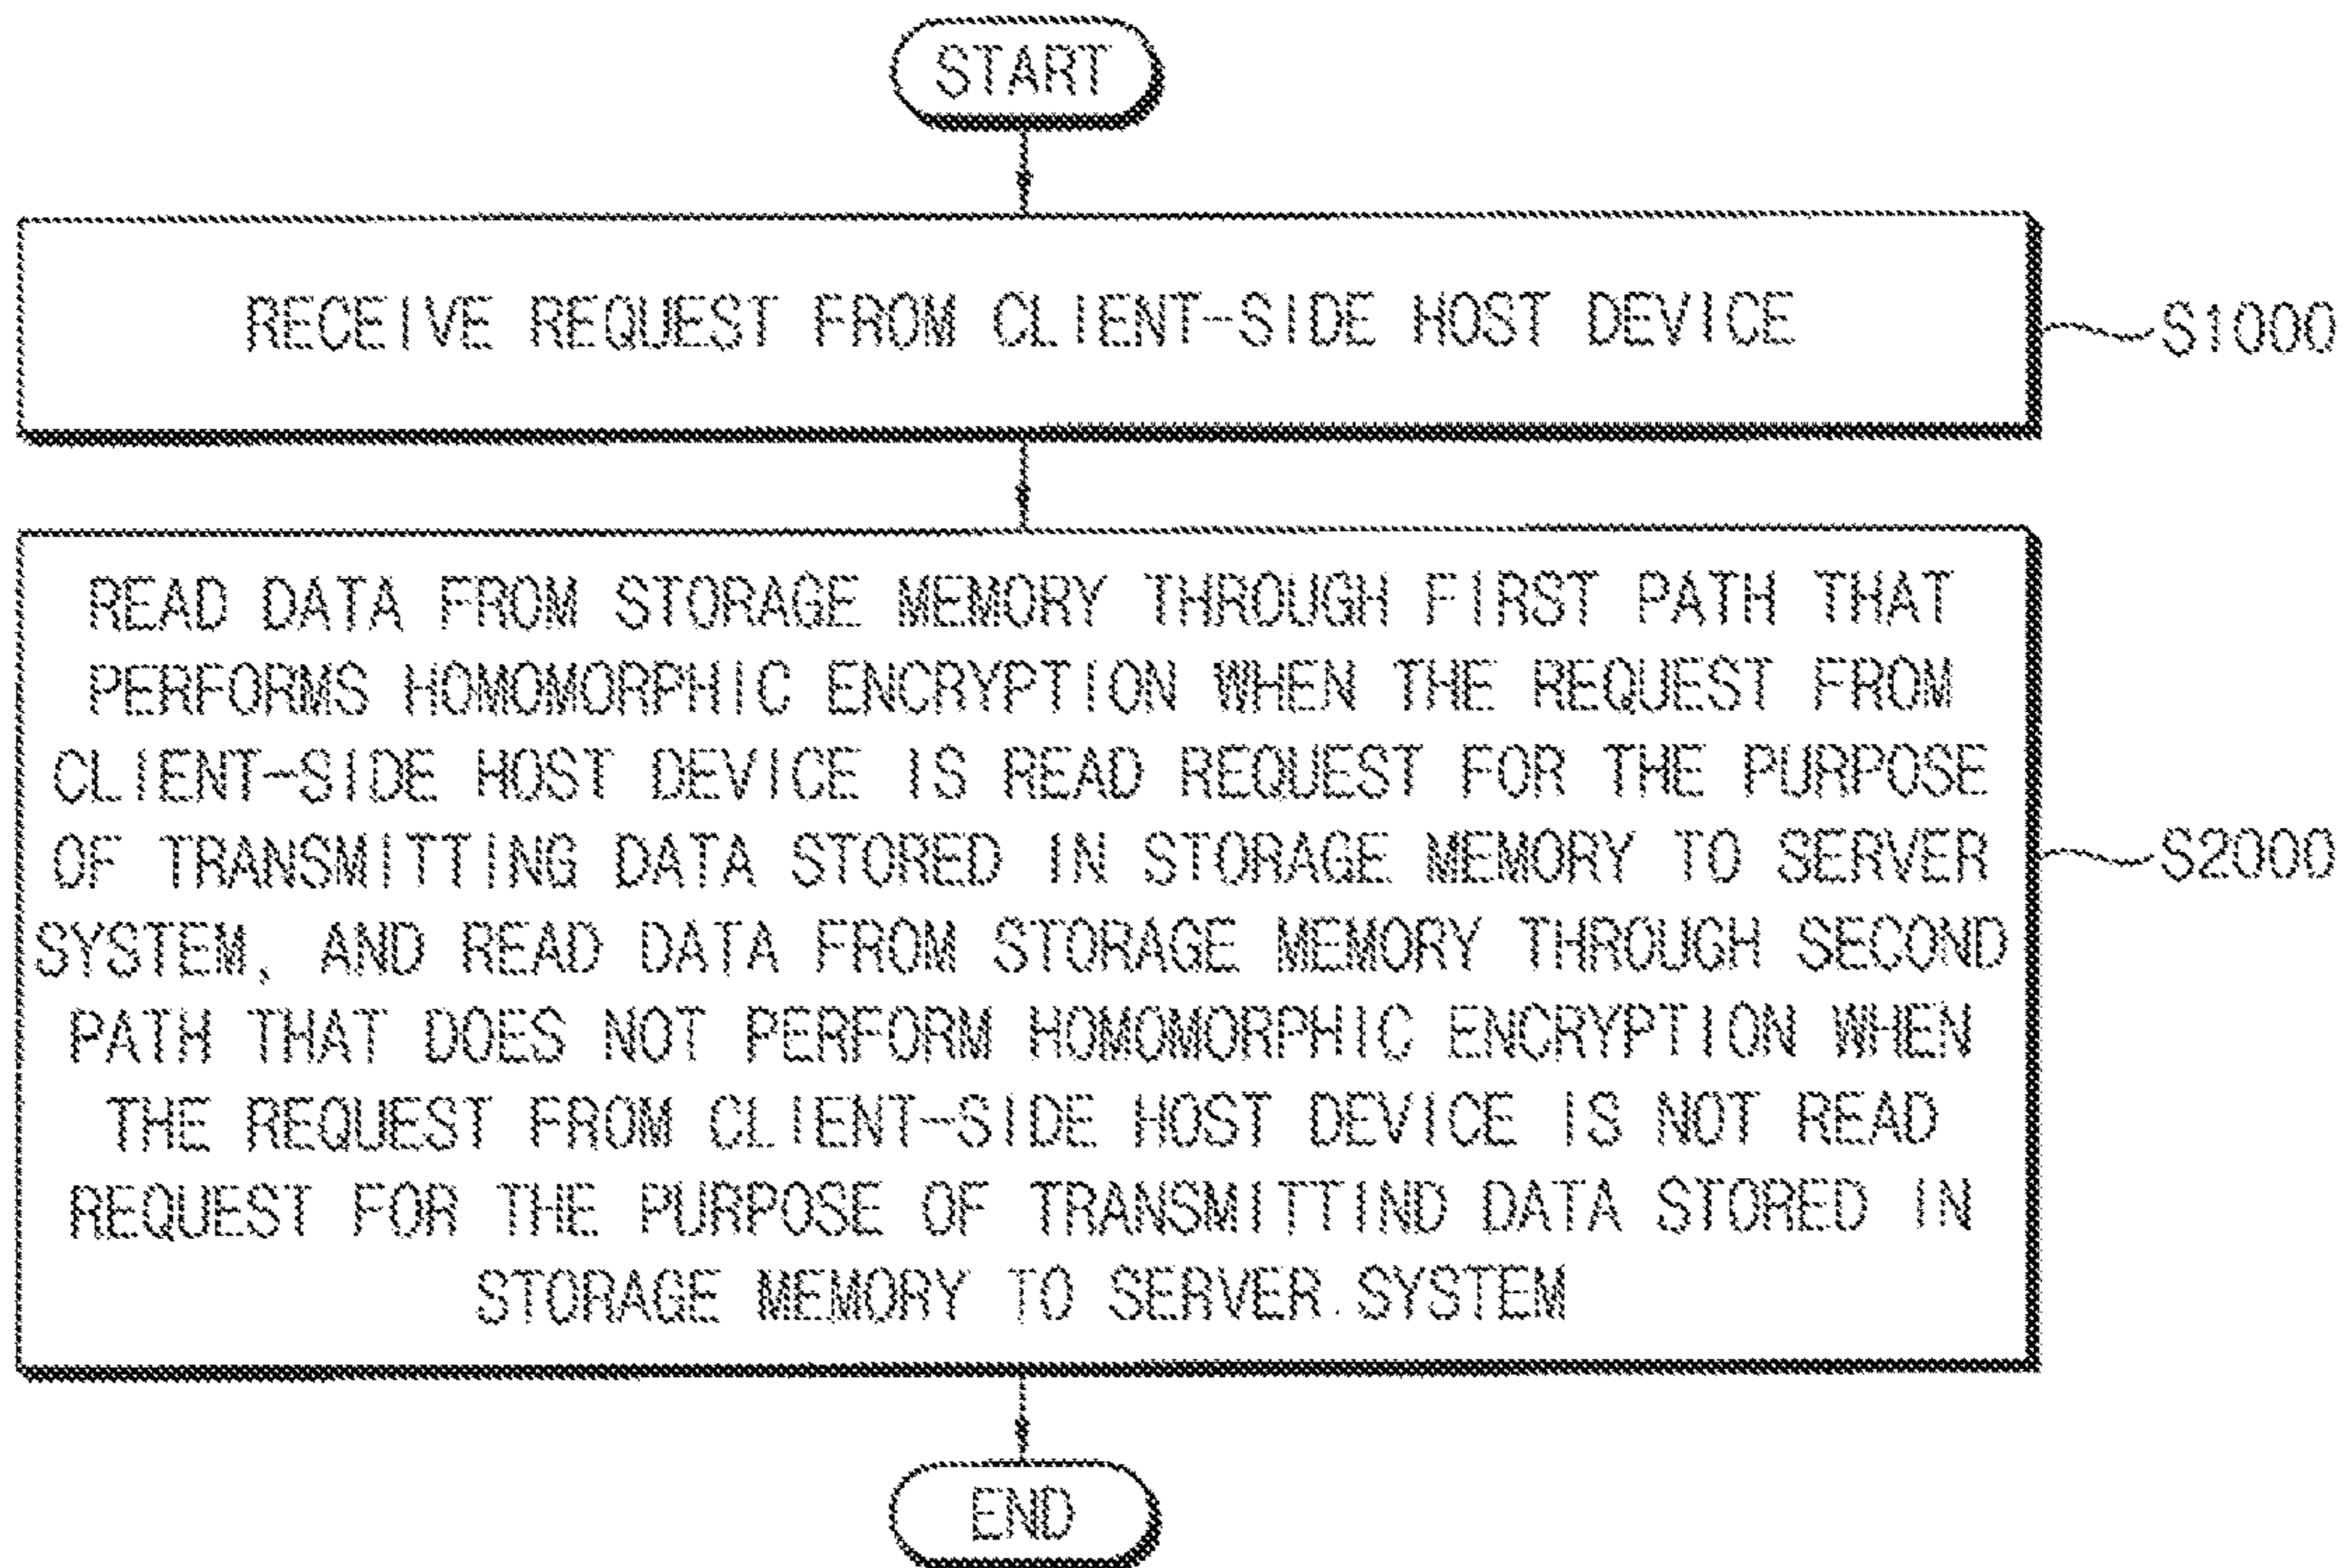 START
RECEIVE REQUEST FROM CLIENT-SIDE HOST DEVICE
S1000
READ DATA FROM STORAGE MEMORY THROUGH FIRST PATH THAT
PERFORMS HOMOMORPHIC ENCRYPTION WHEN THE REQUEST FROM
CLIENT-SIDE HOST DEVICE IS READ REQUEST FOR THE PURPOSE
OF TRANSMITTING DATA STORED IN STORAGE MEMORY TO SERVER
SYSTEM, AND READ DATA FROM STORAGE MEMORY THROUGH SECOND
PATH THAT DOES NOT PERFORM HOMOMORPHIC ENCRYPTION WHEN
THE REQUEST FROM CLIENT-SIDE HOST DEVICE IS NOT READ
REQUEST FOR THE PURPOSE OF TRANSMITTIND DATA STORED IN
STORAGE MEMORY TO SERVER SYSTEM
S2000
END